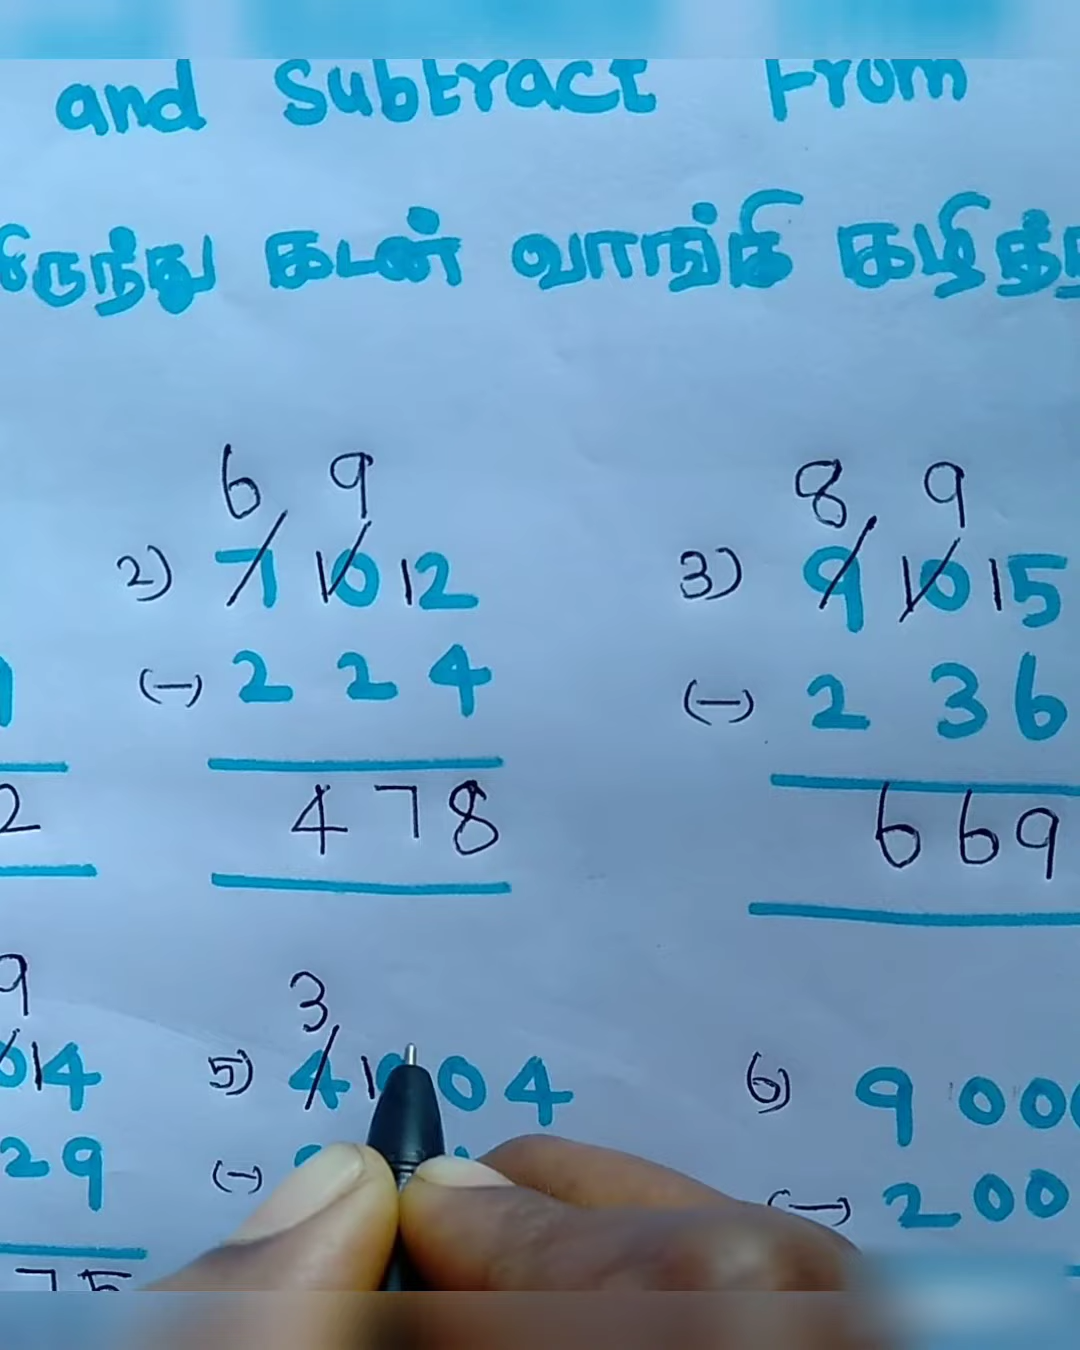 and Subtract From
ிருந்து கடன் வாங்கி கழித்த
6 9
2) 7 10 12
(-) 2 2 4
4 7 8
8 9
3) 9 10 15
(-) 2 3 6
6 6 9
2
9
14
29
75
3
5) 4 1 0 4
(-)
6) 9 0 0
(-) 2 0 0